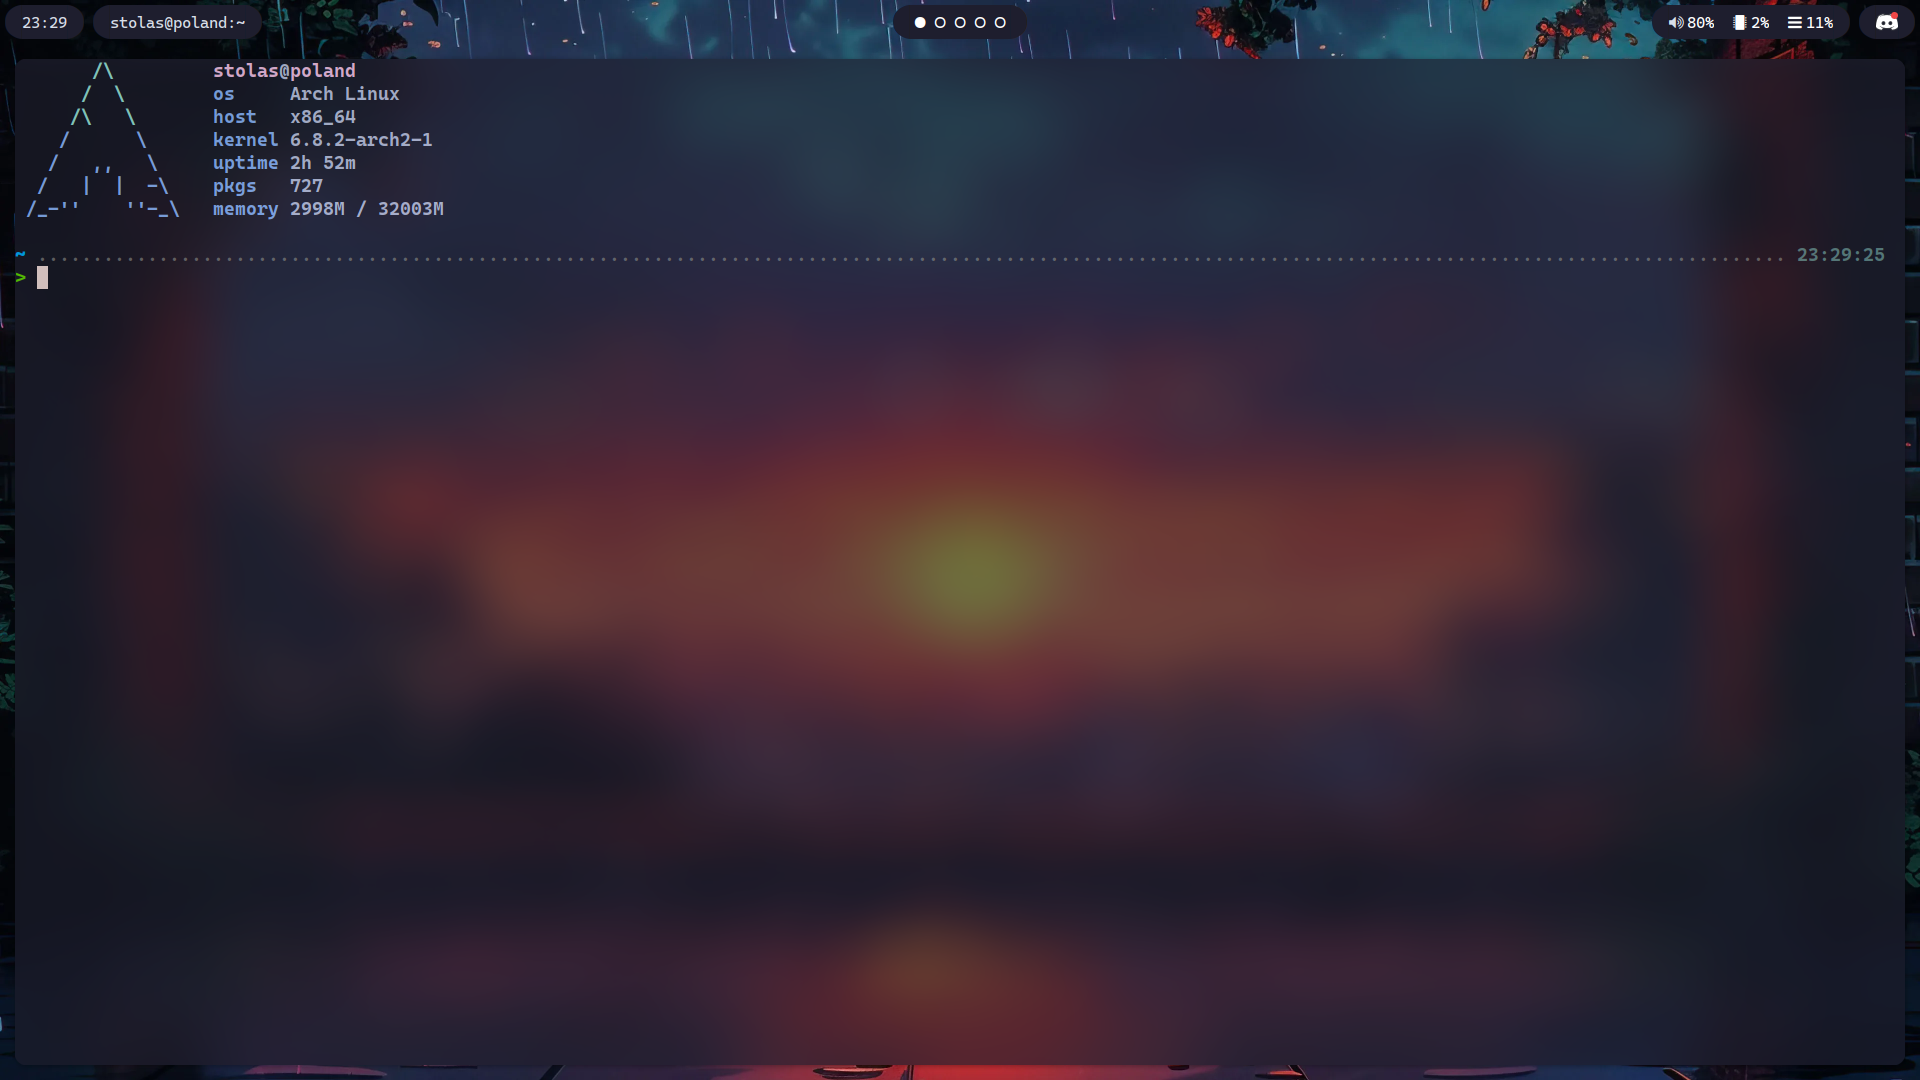 23:29 stolas@poland:~ 80% 2% 11%
stolas@poland
os Arch Linux
host x86_64
kernel 6.8.2-arch2-1
uptime 2h 52m
pkgs 727
memory 2998M / 32003M
~ ................................................................................................................................................................ 23:29:25
>